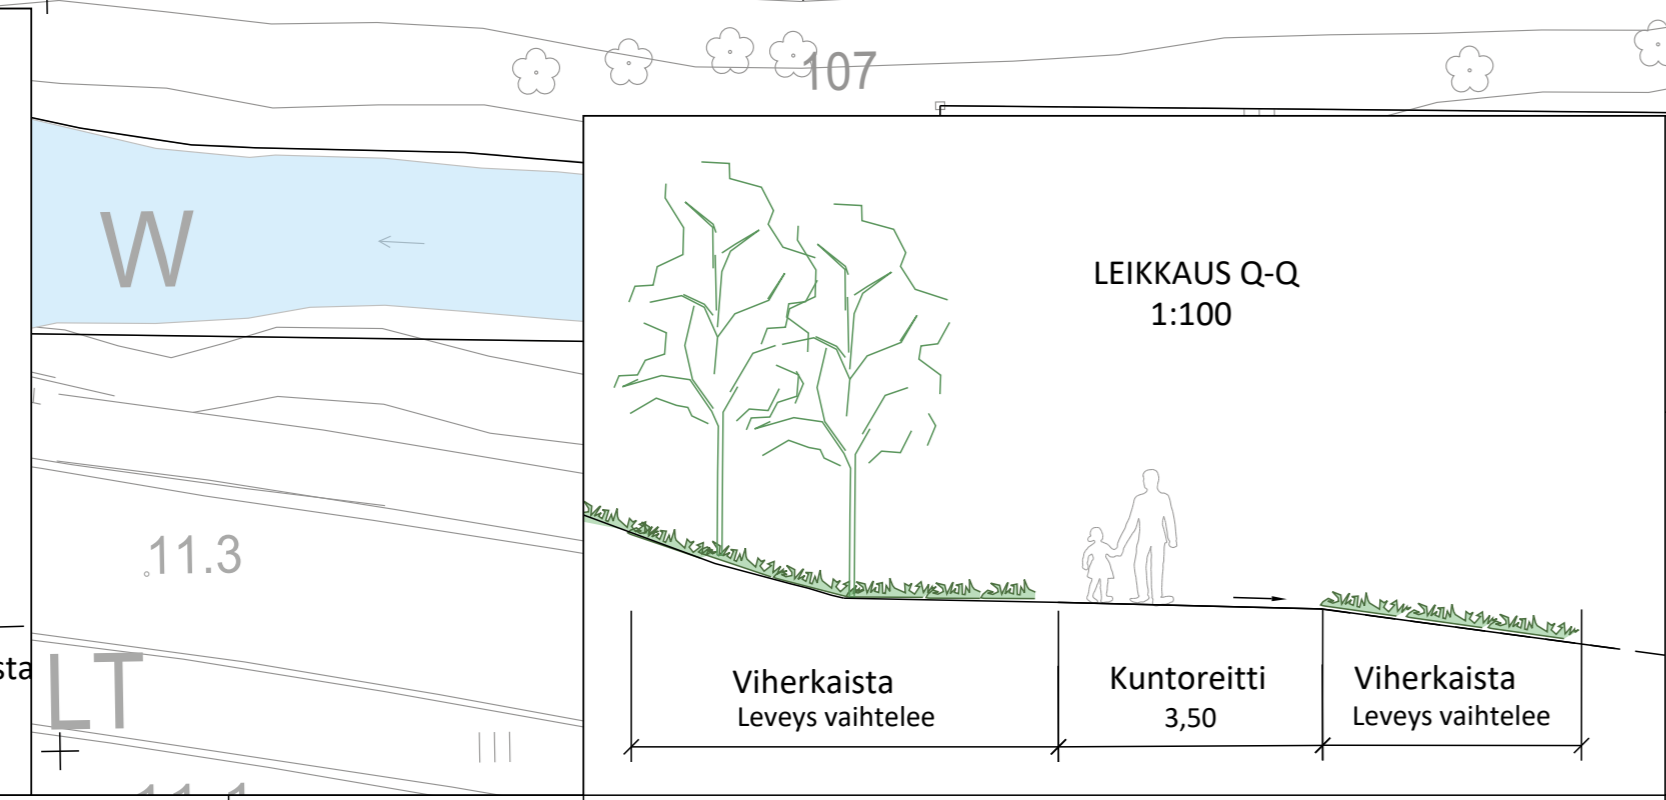 107
W
LEIKKAUS Q-Q
1:100
11.3
sta
LT
Viherkaista
Leveys vaihtelee
Kuntoreitti
3,50
Viherkaista
Leveys vaihtelee